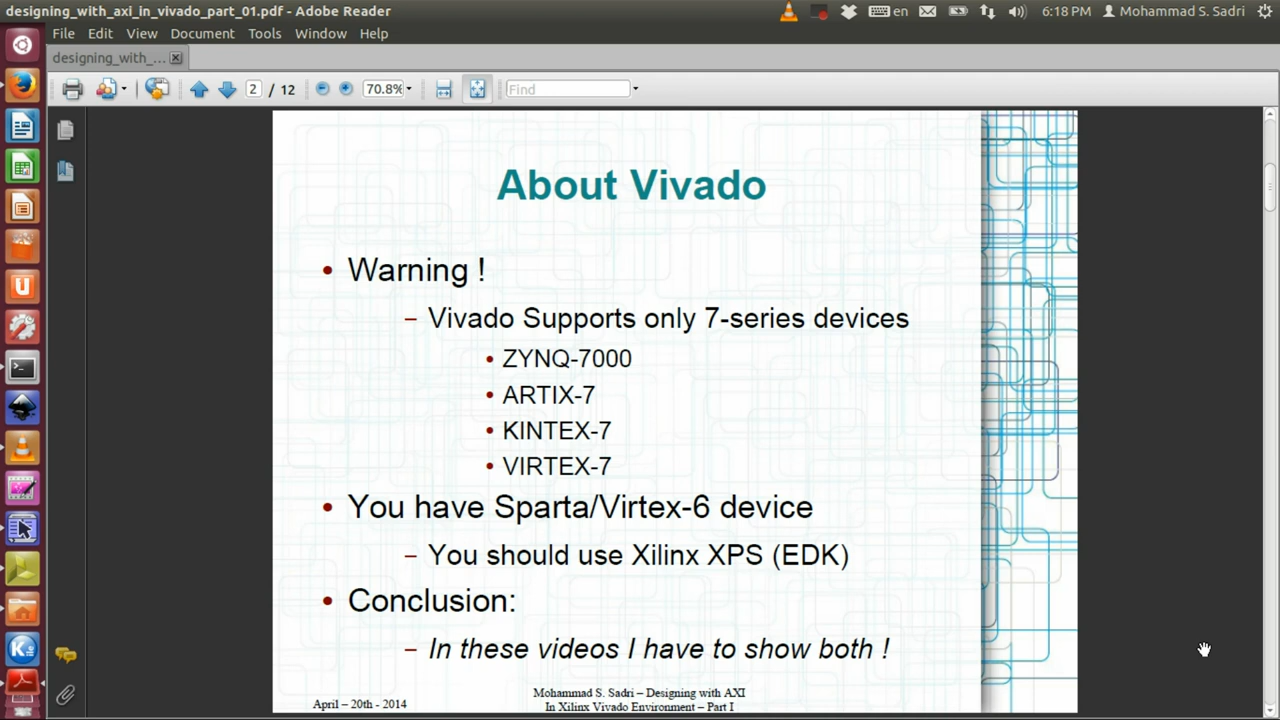 designing_with_axi_in_vivado_part_01.pdf - Adobe Reader
en
6:18 PM
Mohammad S. Sadri
File Edit View Document Tools Window Help
designing_with_...
2 / 12
70.8%
Find
About Vivado
• Warning !
– Vivado Supports only 7-series devices
• ZYNQ-7000
• ARTIX-7
• KINTEX-7
• VIRTEX-7
• You have Sparta/Virtex-6 device
– You should use Xilinx XPS (EDK)
• Conclusion:
– In these videos I have to show both !
April – 20th - 2014
Mohammad S. Sadri – Designing with AXI
In Xilinx Vivado Environment – Part I